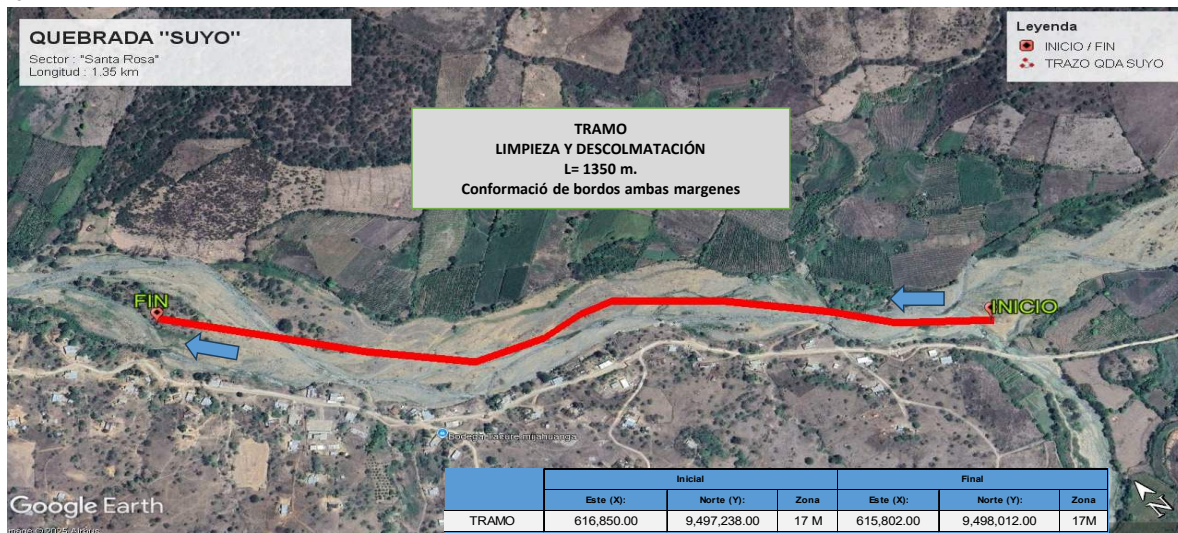 QUEBRADA "SUYO"
Sector : "Santa Rosa"
Longitud : 1.35 km
Leyenda
INICIO / FIN
TRAZO QDA SUYO
TRAMO
LIMPIEZA Y DESCOLMATACIÓN
L= 1350 m.
Conformació de bordos ambas margenes
FIN
INICIO
Bodega
mijahuanga
Inicial Final
Este (X): Norte (Y): Zona Este (X): Norte (Y): Zona
TRAMO 616,850.00 9,497,238.00 17 M 615,802.00 9,498,012.00 17M
Google Earth
N